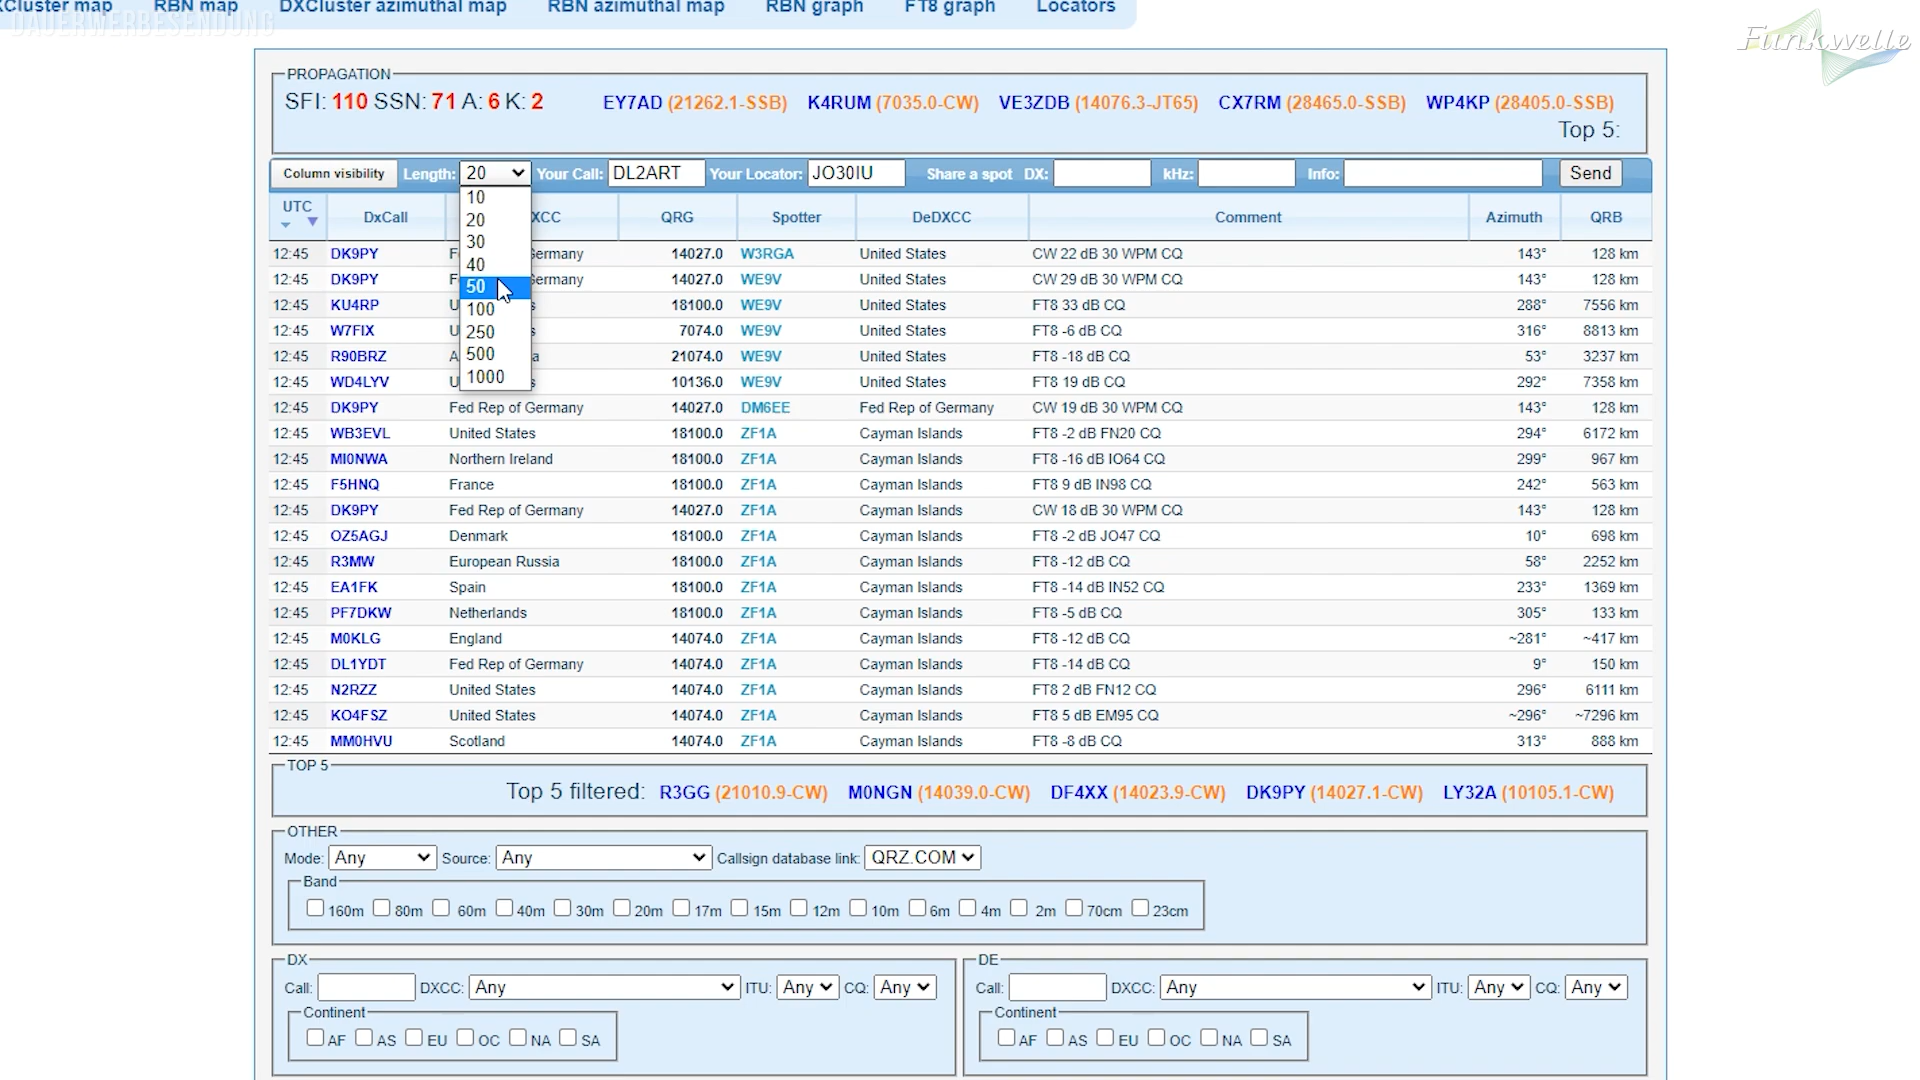 XCluster map RBN map DXCluster azimuthal map RBN azimuthal map RBN graph FT8 graph Locators
DAUERWERBESENDUNG
Funkwelle
PROPAGATION
SFI: 110 SSN: 71 A: 6 K: 2 EY7AD (21262.1-SSB) K4RUM (7035.0-CW) VE3ZDB (14076.3-JT65) CX7RM (28465.0-SSB) WP4KP (28405.0-SSB)
Top 5:
Column visibility Length: 20 Your Call: DL2ART Your Locator: JO30IU Share a spot DX: kHz: Info: Send
10
20
30
40
50
100
250
500
1000
UTC DxCall XCC QRG Spotter DeDXCC Comment Azimuth QRB
12:45 DK9PY Fe ermany 14027.0 W3RGA United States CW 22 dB 30 WPM CQ 143° 128 km
12:45 DK9PY Fe ermany 14027.0 WE9V United States CW 29 dB 30 WPM CQ 143° 128 km
12:45 KU4RP U s 18100.0 WE9V United States FT8 33 dB CQ 288° 7556 km
12:45 W7FIX U s 7074.0 WE9V United States FT8 -6 dB CQ 316° 8813 km
12:45 R90BRZ A a 21074.0 WE9V United States FT8 -18 dB CQ 53° 3237 km
12:45 WD4LYV U s 10136.0 WE9V United States FT8 19 dB CQ 292° 7358 km
12:45 DK9PY Fed Rep of Germany 14027.0 DM6EE Fed Rep of Germany CW 19 dB 30 WPM CQ 143° 128 km
12:45 WB3EVL United States 18100.0 ZF1A Cayman Islands FT8 -2 dB FN20 CQ 294° 6172 km
12:45 MI0NWA Northern Ireland 18100.0 ZF1A Cayman Islands FT8 -16 dB IO64 CQ 299° 967 km
12:45 F5HNQ France 18100.0 ZF1A Cayman Islands FT8 9 dB IN98 CQ 242° 563 km
12:45 DK9PY Fed Rep of Germany 14027.0 ZF1A Cayman Islands CW 18 dB 30 WPM CQ 143° 128 km
12:45 OZ5AGJ Denmark 18100.0 ZF1A Cayman Islands FT8 -2 dB JO47 CQ 10° 698 km
12:45 R3MW European Russia 18100.0 ZF1A Cayman Islands FT8 -12 dB CQ 58° 2252 km
12:45 EA1FK Spain 18100.0 ZF1A Cayman Islands FT8 -14 dB IN52 CQ 233° 1369 km
12:45 PF7DKW Netherlands 18100.0 ZF1A Cayman Islands FT8 -5 dB CQ 305° 133 km
12:45 M0KLG England 14074.0 ZF1A Cayman Islands FT8 -12 dB CQ ~281° ~417 km
12:45 DL1YDT Fed Rep of Germany 14074.0 ZF1A Cayman Islands FT8 -14 dB CQ 9° 150 km
12:45 N2RZZ United States 14074.0 ZF1A Cayman Islands FT8 2 dB FN12 CQ 296° 6111 km
12:45 KO4FSZ United States 14074.0 ZF1A Cayman Islands FT8 5 dB EM95 CQ ~296° ~7296 km
12:45 MM0HVU Scotland 14074.0 ZF1A Cayman Islands FT8 -8 dB CQ 313° 888 km
TOP 5
Top 5 filtered: R3GG (21010.9-CW) M0NGN (14039.0-CW) DF4XX (14023.9-CW) DK9PY (14027.1-CW) LY32A (10105.1-CW)
OTHER
Mode: Any Source: Any Callsign database link: QRZ.COM
Band
160m 80m 60m 40m 30m 20m 17m 15m 12m 10m 6m 4m 2m 70cm 23cm
DX
Call: DXCC: Any ITU: Any CQ: Any
Continent
AF AS EU OC NA SA
DE
Call: DXCC: Any ITU: Any CQ: Any
Continent
AF AS EU OC NA SA